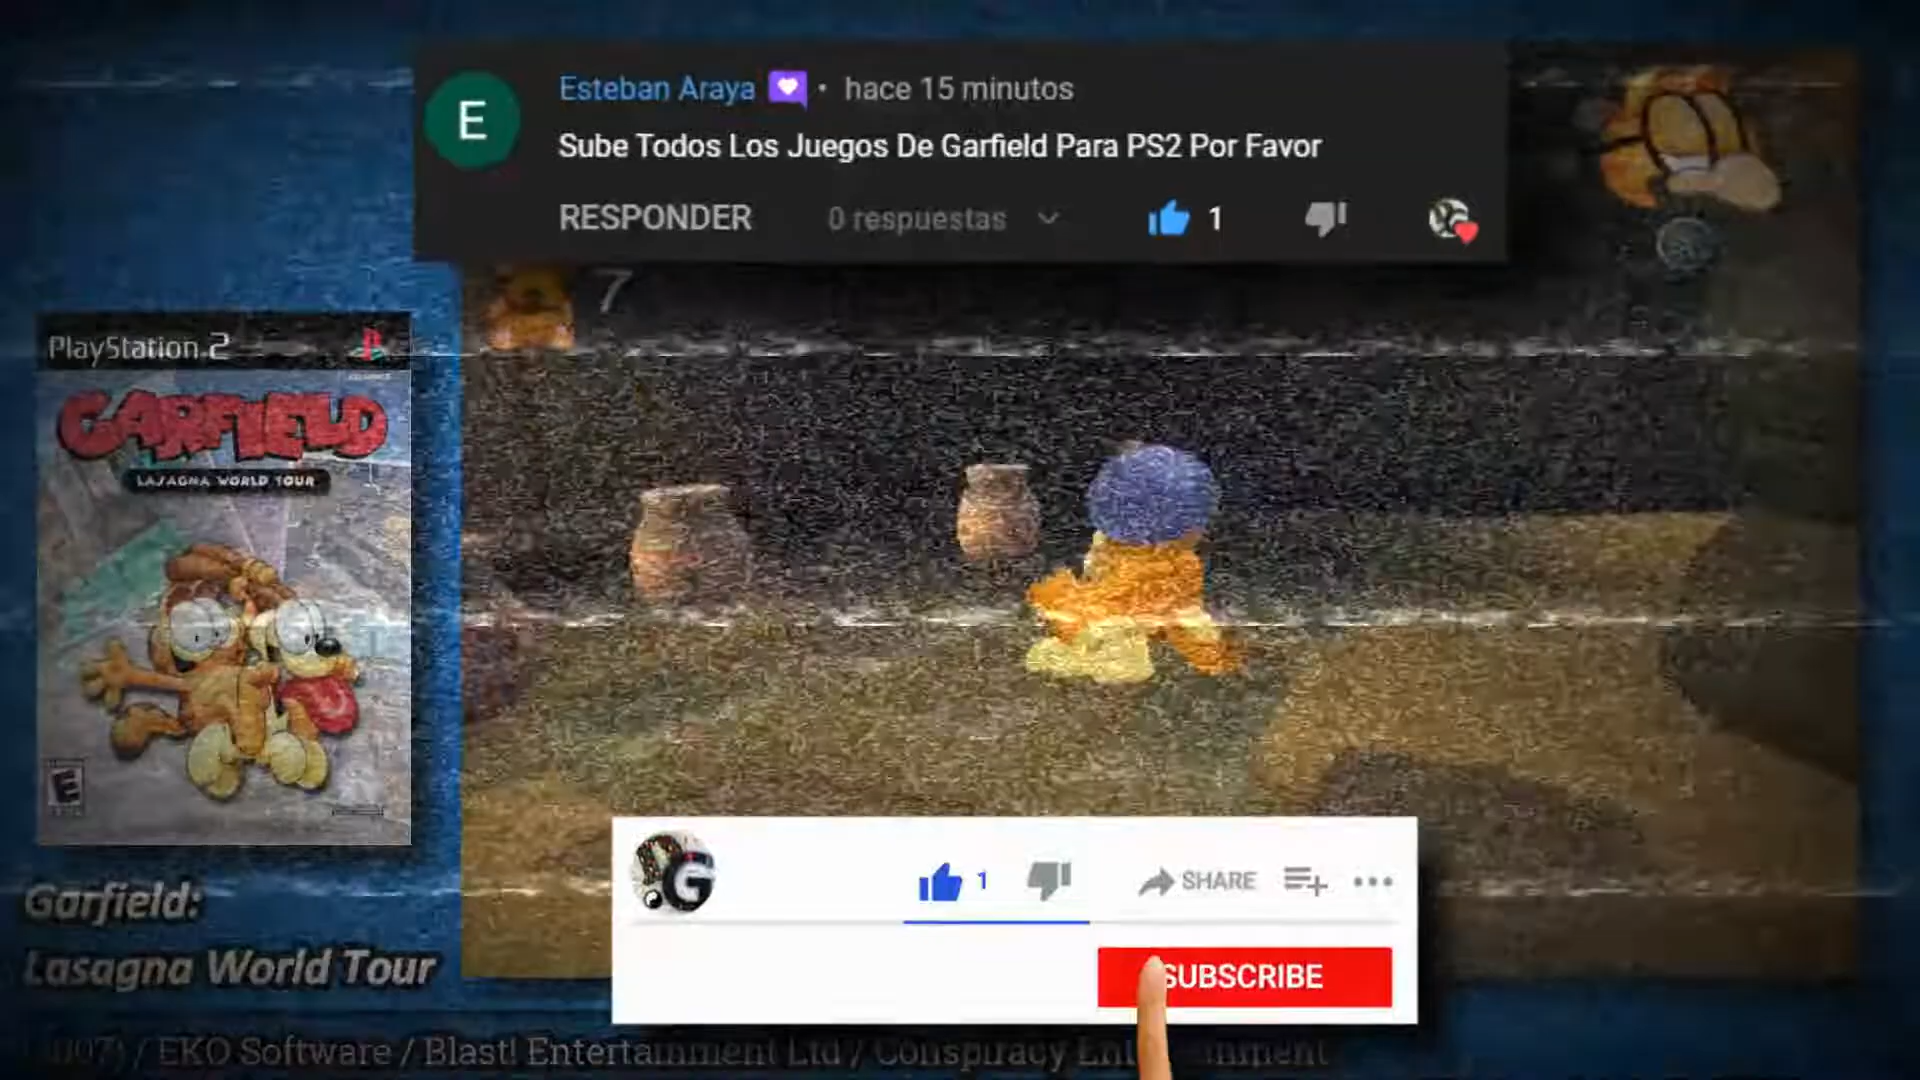 E
Esteban Araya • hace 15 minutos
Sube Todos Los Juegos De Garfield Para PS2 Por Favor
RESPONDER 0 respuestas 1
7
PlayStation 2
GARFIELD
LASAGNA WORLD TOUR
E
G
1 SHARE
SUBSCRIBE
Garfield:
Lasagna World Tour
/ EKO Software / Blast! Entertainment Ltd / Conspiracy